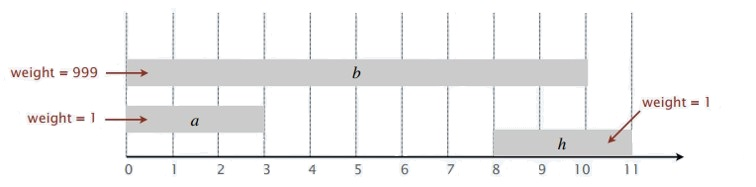 weight = 999
b
weight = 1
weight = 1
a
h
0 1 2 3 4 5 6 7 8 9 10 11